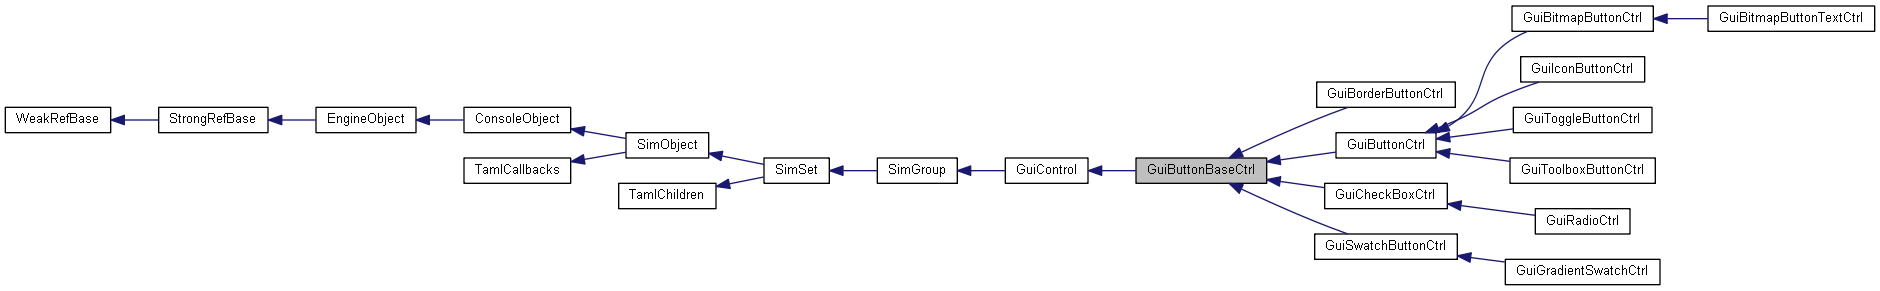 GuiBitmapButtonCtrl
GuiBitmapButtonTextCtrl
GuiIconButtonCtrl
GuiBorderButtonCtrl
WeakRefBase
StrongRefBase
EngineObject
ConsoleObject
GuiToggleButtonCtrl
SimObject
GuiButtonCtrl
TamlCallbacks
SimSet
SimGroup
GuiControl
GuiButtonBaseCtrl
GuiToolboxButtonCtrl
TamlChildren
GuiCheckBoxCtrl
GuiRadioCtrl
GuiSwatchButtonCtrl
GuiGradientSwatchCtrl